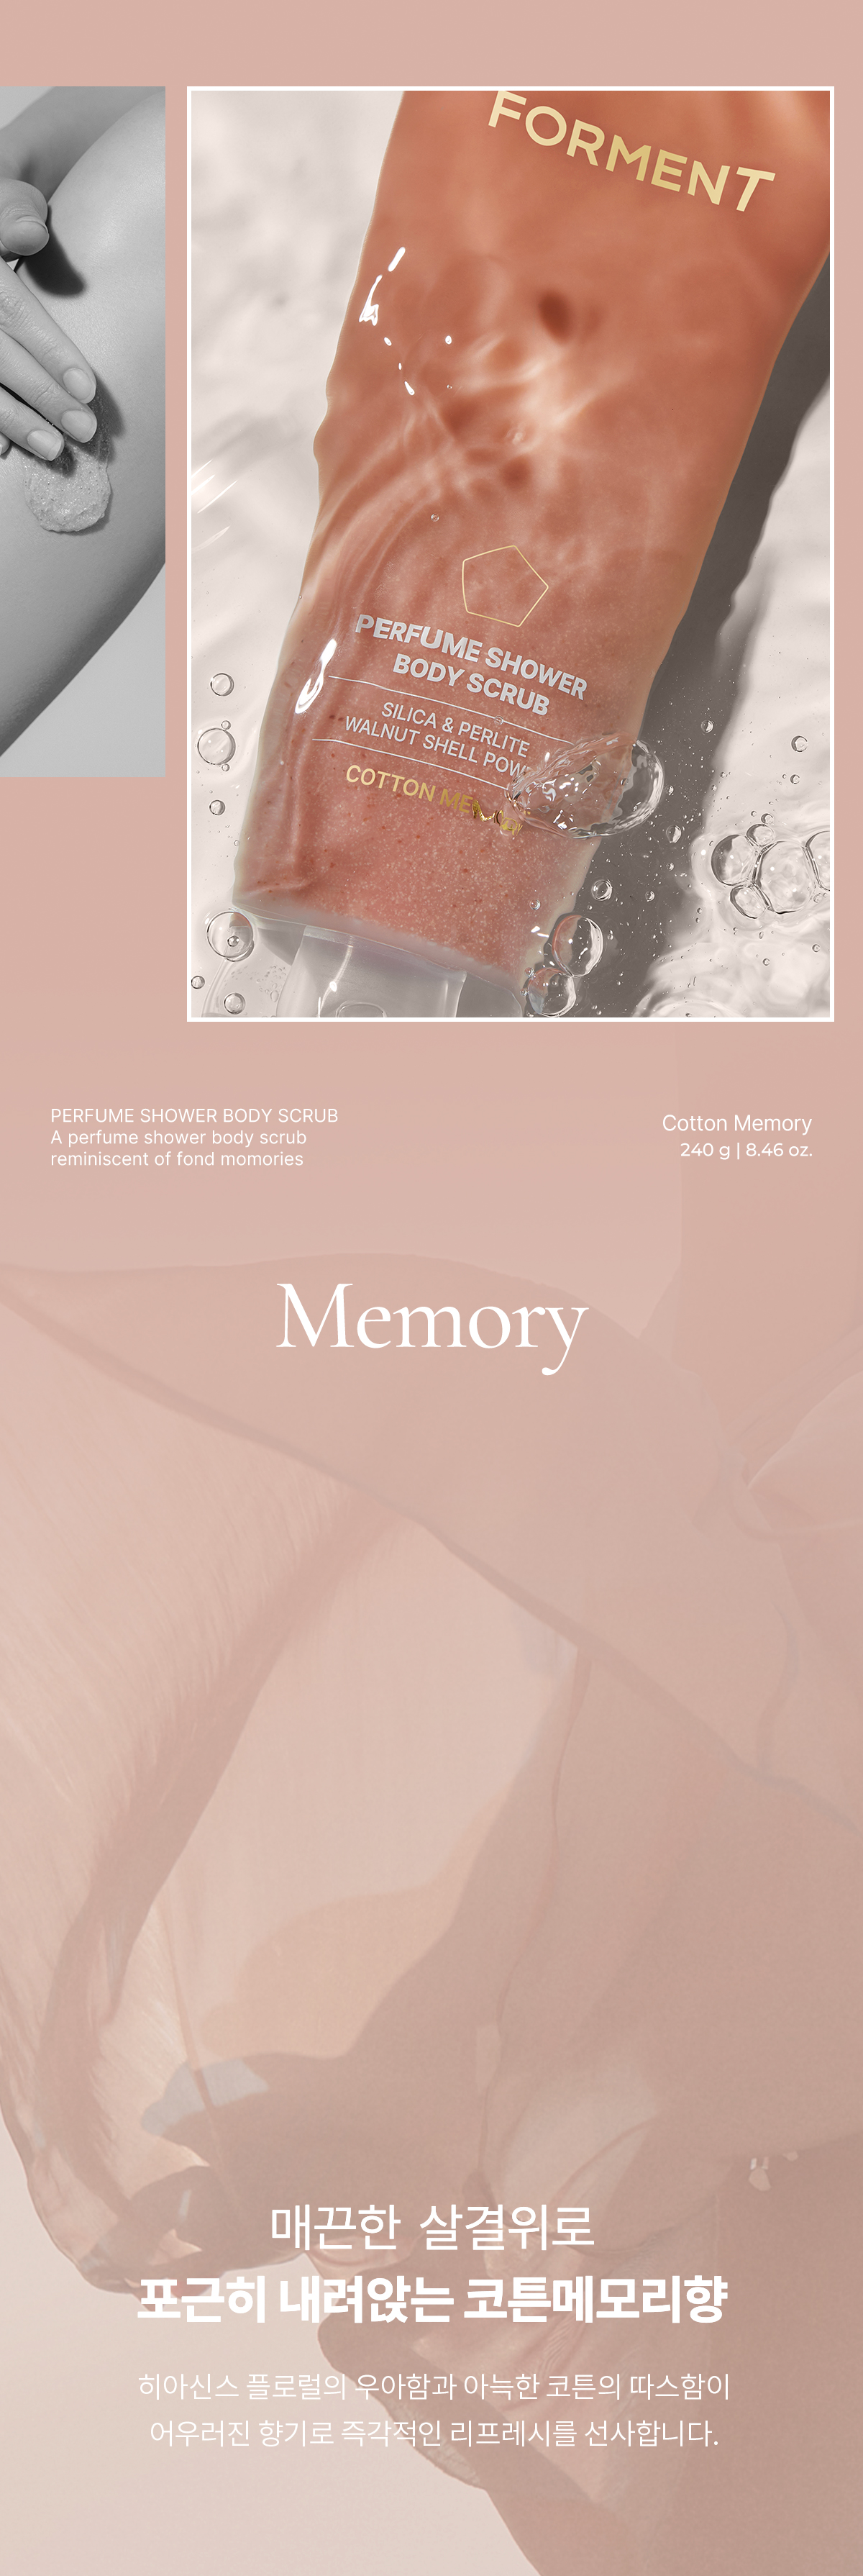 FORMENT
PERFUME SHOWER
BODY SCRUB
SILICA & PERLITE
WALNUT SHELL
COTTON
PERFUME SHOWER BODY SCRUB
A perfume shower body scrub
reminiscent of fond momories
Cotton Memory
240 g | 8.46 oz.
Memory
매끈한 살결위로
포근히 내려앉는 코튼메모리향
히아신스 플로럴의 우아함과 아늑한 코튼의 따스함이
어우러진 향기로 즉각적인 리프레시를 선사합니다.